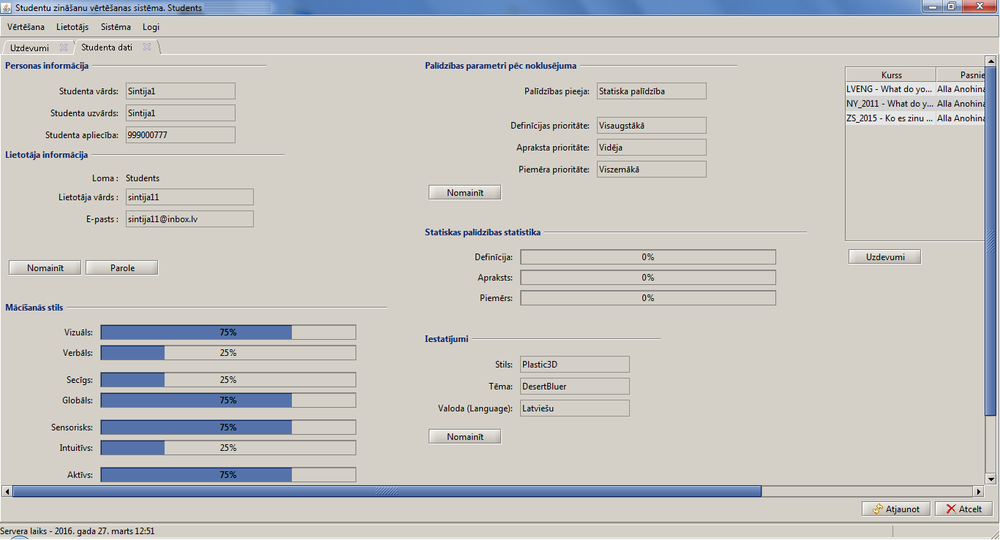 Studentu zināšanu vērtēšanas sistēma. Students
Vērtēšana Lietotājs Sistēma Logi
Uzdevumi Studenta dati
Personas informācija
Studenta vārds: Sintija1
Studenta uzvārds: Sintija1
Studenta apliecība: 999000777
Lietotāja informācija
Loma : Students
Lietotāja vārds : sintija11
E-pasts : sintija11@inbox.lv
Nomainīt Parole
Mācīšanās stils
Vizuāls: 75%
Verbāls: 25%
Secīgs: 25%
Globāls: 75%
Sensorisks: 75%
Intuitīvs: 25%
Aktīvs: 75%
Palīdzības parametri pēc noklusējuma
Palīdzības pieeja: Statiska palīdzība
Definīcijas prioritāte: Visaugstākā
Apraksta prioritāte: Vidēja
Piemēra prioritāte: Viszemākā
Nomainīt
Statiskas palīdzības statistika
Definīcija: 0%
Apraksts: 0%
Piemērs: 0%
Iestatījumi
Stils: Plastic3D
Tēma: DesertBluer
Valoda (Language): Latviešu
Nomainīt
Kurss Pasnie
LVENG - What do yo... Alla Anohina
NY_2011 - What do y... Alla Anohina
ZS_2015 - Ko es zinu ... Alla Anohina
Uzdevumi
Atjaunot Atcelt
Servera laiks - 2016. gada 27. marts 12:51